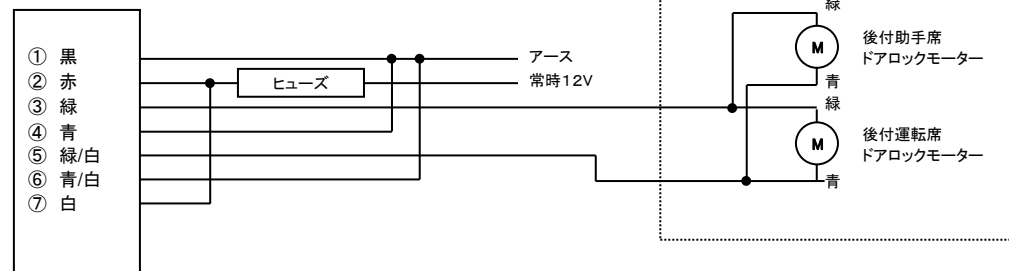 ① 黒
② 赤
③ 緑
④ 青
⑤ 緑/白
⑥ 青/白
⑦ 白
ヒューズ
アース
常時12V
緑
M
青
後付助手席
ドアロックモーター
緑
M
青
後付運転席
ドアロックモーター